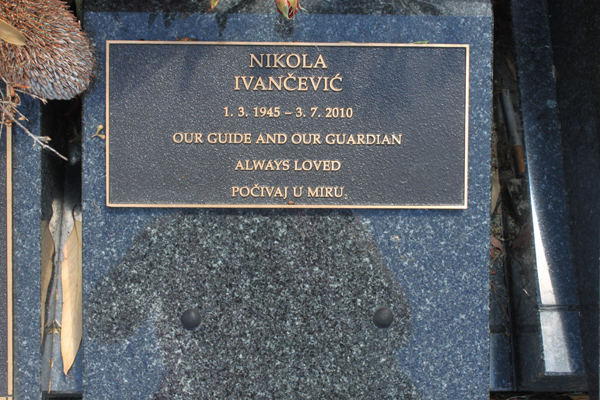 NIKOLA
IVANČEVIĆ
1. 3. 1945 – 3. 7. 2010
OUR GUIDE AND OUR GUARDIAN
ALWAYS LOVED
POČIVAJ U MIRU.